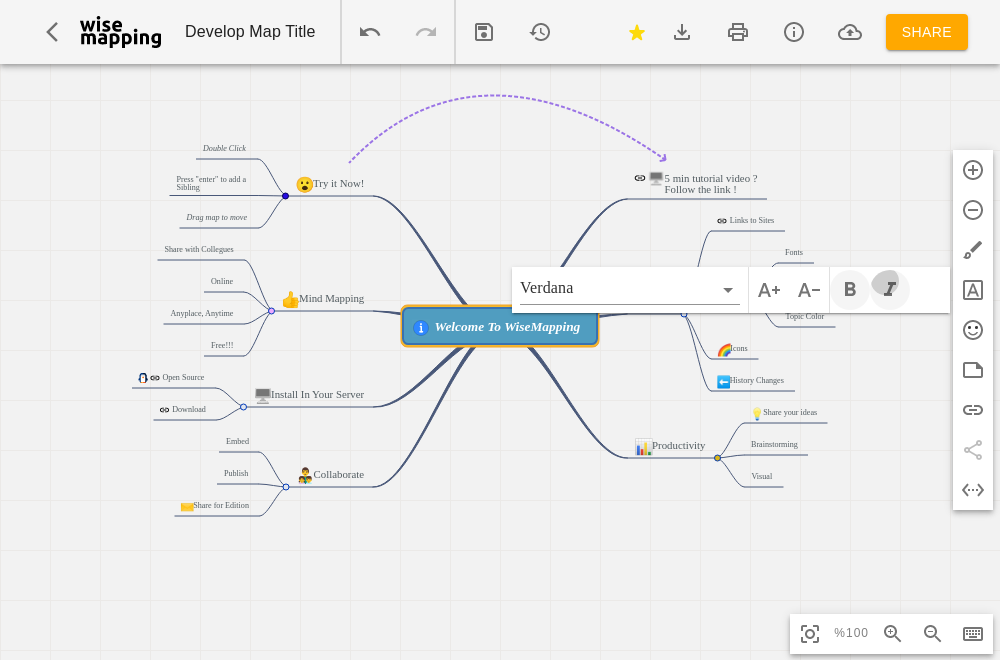 wise
mapping
Develop Map Title
SHARE
Double Click
Press "enter" to add a
Sibling
Drag map to move
Try it Now!
5 min tutorial video ?
Follow the link !
Links to Sites
Share with Collegues
Online
Anyplace, Anytime
Free!!!
Mind Mapping
Fonts
Verdana
A+
A-
B
I
Topic Color
Welcome To WiseMapping
Icons
History Changes
Open Source
Download
Install In Your Server
Share your ideas
Brainstorming
Visual
Productivity
Embed
Publish
Share for Edition
Collaborate
A
%100